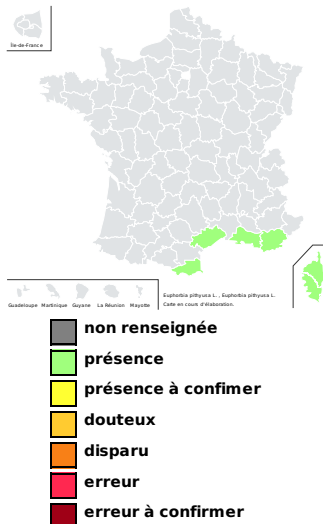 Île-de-France
Guadeloupe Martinique Guyane La Réunion Mayotte
Euphorbia pithyusa L. , Euphorbia pithyusa L.
Carte en cours d'élaboration.
non renseignée
présence
présence à confimer
douteux
disparu
erreur
erreur à confirmer